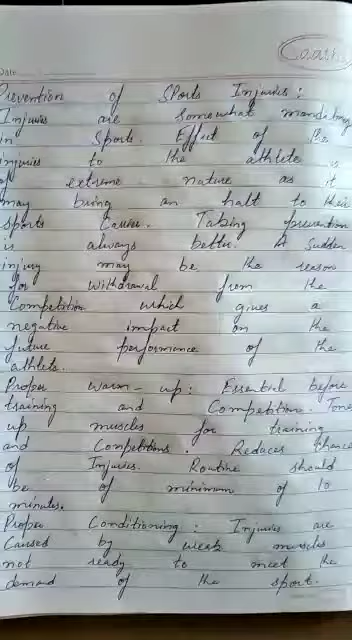 Date
Prevention of Sports Injuries:
Injuries are somewhat mandatory
in Sports. Effect of the
injuries to the athlete is
of extreme nature as it
may bring an halt to their
sports Career. Taking prevention
is always better. A sudden
injury may be the reason
for withdrawal from the
Competition which gives a
negative impact on the
future performance of the
athlete.
Proper Warm-up: Essential before
training and Competition. Tone
up muscles for training
and Competitions. Reduces chance
of Injuries. Routine should
be of minimum of 10
minutes.
Proper Conditioning: Injuries are
Caused by weak muscles
not ready to meet the
demand of the sport.